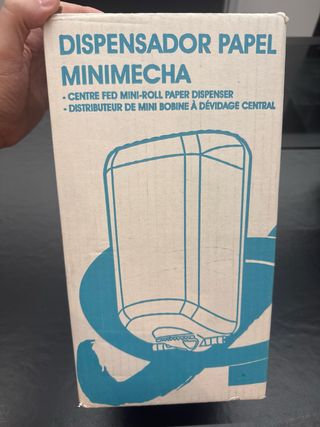 DISPENSADOR PAPEL
MINIMECHA
- CENTRE FED MINI-ROLL PAPER DISPENSER
- DISTRIBUTEUR DE MINI BOBINE À DÉVIDAGE CENTRAL